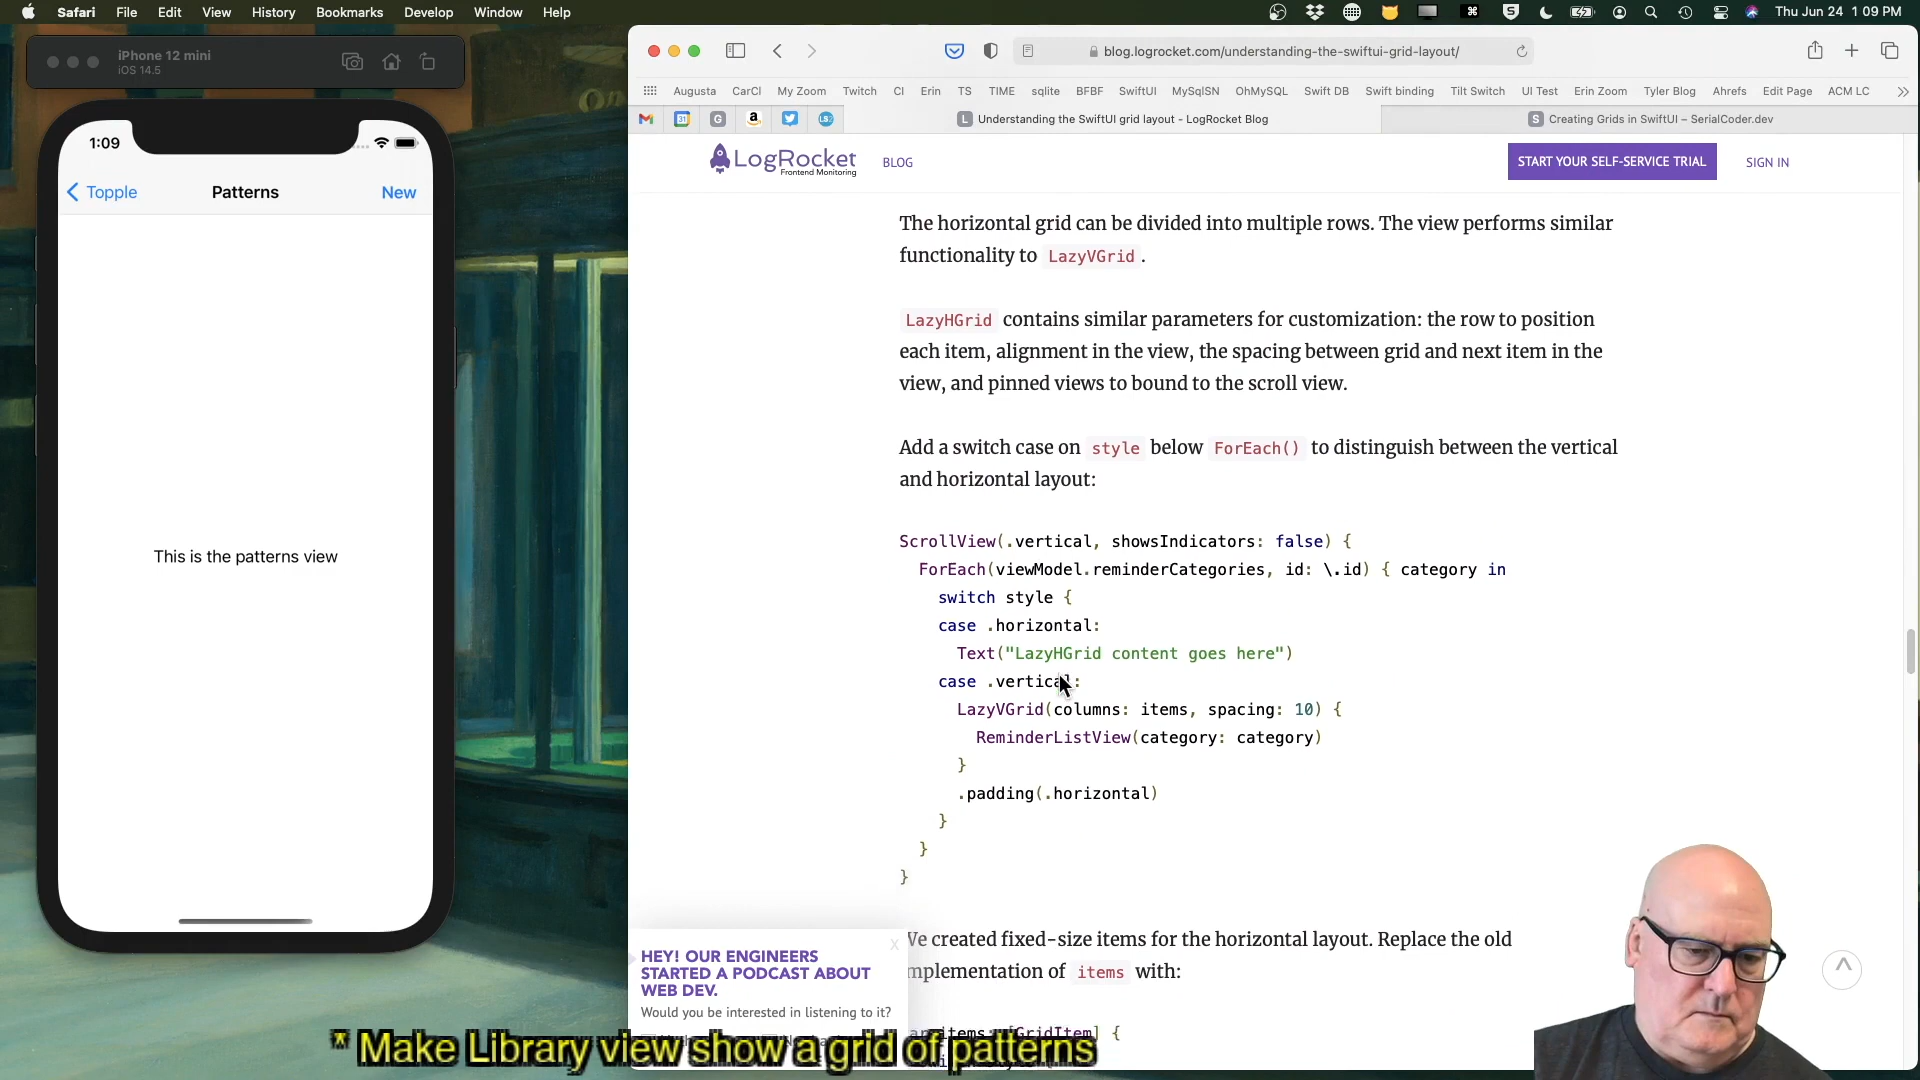 Safari File Edit View History Bookmarks Develop Window Help
Thu Jun 24 1 09 PM
iPhone 12 mini
iOS 14.5
1:09
Topple Patterns New
This is the patterns view
blog.logrocket.com/understanding-the-swiftui-grid-layout/
Augusta CarCl My Zoom Twitch CI Erin TS TIME sqlite BFBF SwiftUI MySqlSN OhMySQL Swift DB Swift binding Tilt Switch UI Test Erin Zoom Tyler Blog Ahrefs Edit Page ACM LC
L Understanding the SwiftUI grid layout - LogRocket Blog
S Creating Grids in SwiftUI – SerialCoder.dev
LogRocket
Frontend Monitoring
BLOG
START YOUR SELF-SERVICE TRIAL
SIGN IN
The horizontal grid can be divided into multiple rows. The view performs similar
functionality to LazyVGrid .
LazyHGrid contains similar parameters for customization: the row to position
each item, alignment in the view, the spacing between grid and next item in the
view, and pinned views to bound to the scroll view.
Add a switch case on style below ForEach() to distinguish between the vertical
and horizontal layout:
ScrollView(.vertical, showsIndicators: false) {
ForEach(viewModel.reminderCategories, id: \.id) { category in
switch style {
case .horizontal:
Text("LazyHGrid content goes here")
case .vertical:
LazyVGrid(columns: items, spacing: 10) {
ReminderListView(category: category)
}
.padding(.horizontal)
}
}
}
We created fixed-size items for the horizontal layout. Replace the old
implementation of items with:
items: [GridItem] {
HEY! OUR ENGINEERS
STARTED A PODCAST ABOUT
WEB DEV.
Would you be interested in listening to it?
X
* Make Library view show a grid of patterns